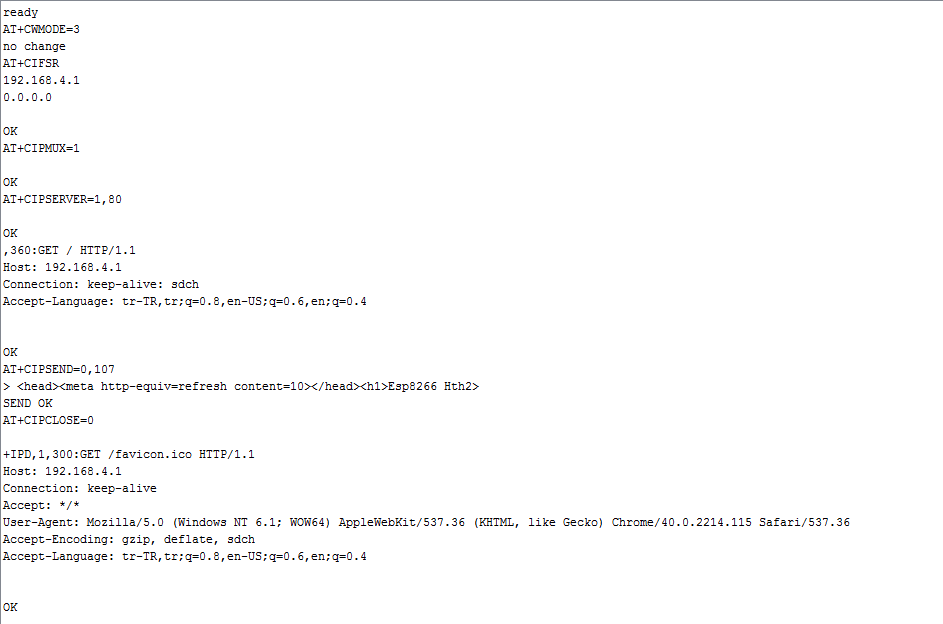 ready
AT+CWMODE=3
no change
AT+CIFSR
192.168.4.1
0.0.0.0
OK
AT+CIPMUX=1
OK
AT+CIPSERVER=1,80
OK
,360:GET / HTTP/1.1
Host: 192.168.4.1
Connection: keep-alive: sdch
Accept-Language: tr-TR,tr;q=0.8,en-US;q=0.6,en;q=0.4
OK
AT+CIPSEND=0,107
> <head><meta http-equiv=refresh content=10></head><h1>Esp8266 Hth2>
SEND OK
AT+CIPCLOSE=0
+IPD,1,300:GET /favicon.ico HTTP/1.1
Host: 192.168.4.1
Connection: keep-alive
Accept: */*
User-Agent: Mozilla/5.0 (Windows NT 6.1; WOW64) AppleWebKit/537.36 (KHTML, like Gecko) Chrome/40.0.2214.115 Safari/537.36
Accept-Encoding: gzip, deflate, sdch
Accept-Language: tr-TR,tr;q=0.8,en-US;q=0.6,en;q=0.4
OK